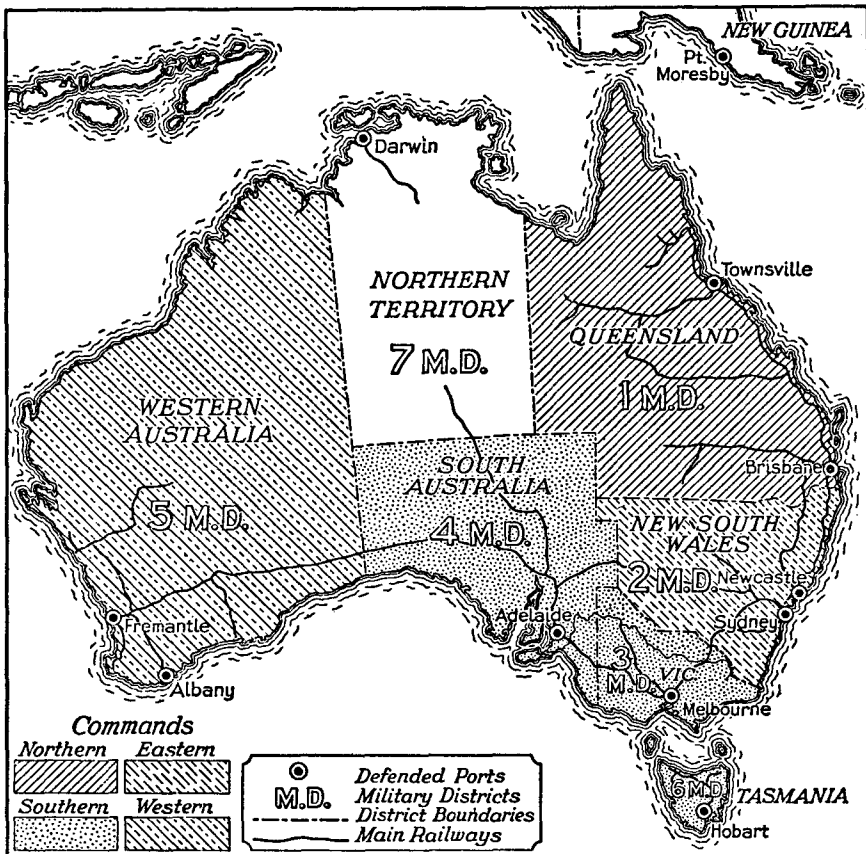 NEW GUINEA
Pt.
Moresby
Darwin
Townsville
NORTHERN
TERRITORY
7 M.D.
QUEENSLAND
1 M.D.
WESTERN
AUSTRALIA
5 M.D.
SOUTH
AUSTRALIA
4 M.D.
Brisbane
NEW SOUTH
WALES
2 M.D.
Newcastle
Sydney
Adelaide
Fremantle
Albany
3
M.D.
VIC.
Melbourne
6 M.D.
TASMANIA
Hobart
Commands
Northern Eastern
Southern Western
Defended Ports
M.D. Military Districts
District Boundaries
Main Railways